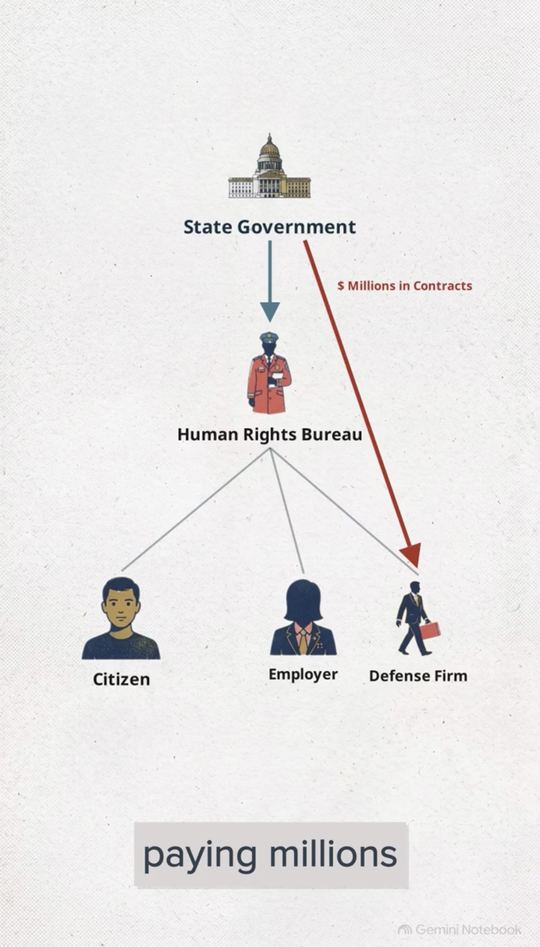 State Government
$ Millions in Contracts
Human Rights Bureau
Citizen
Employer
Defense Firm
paying millions
Gemini Notebook